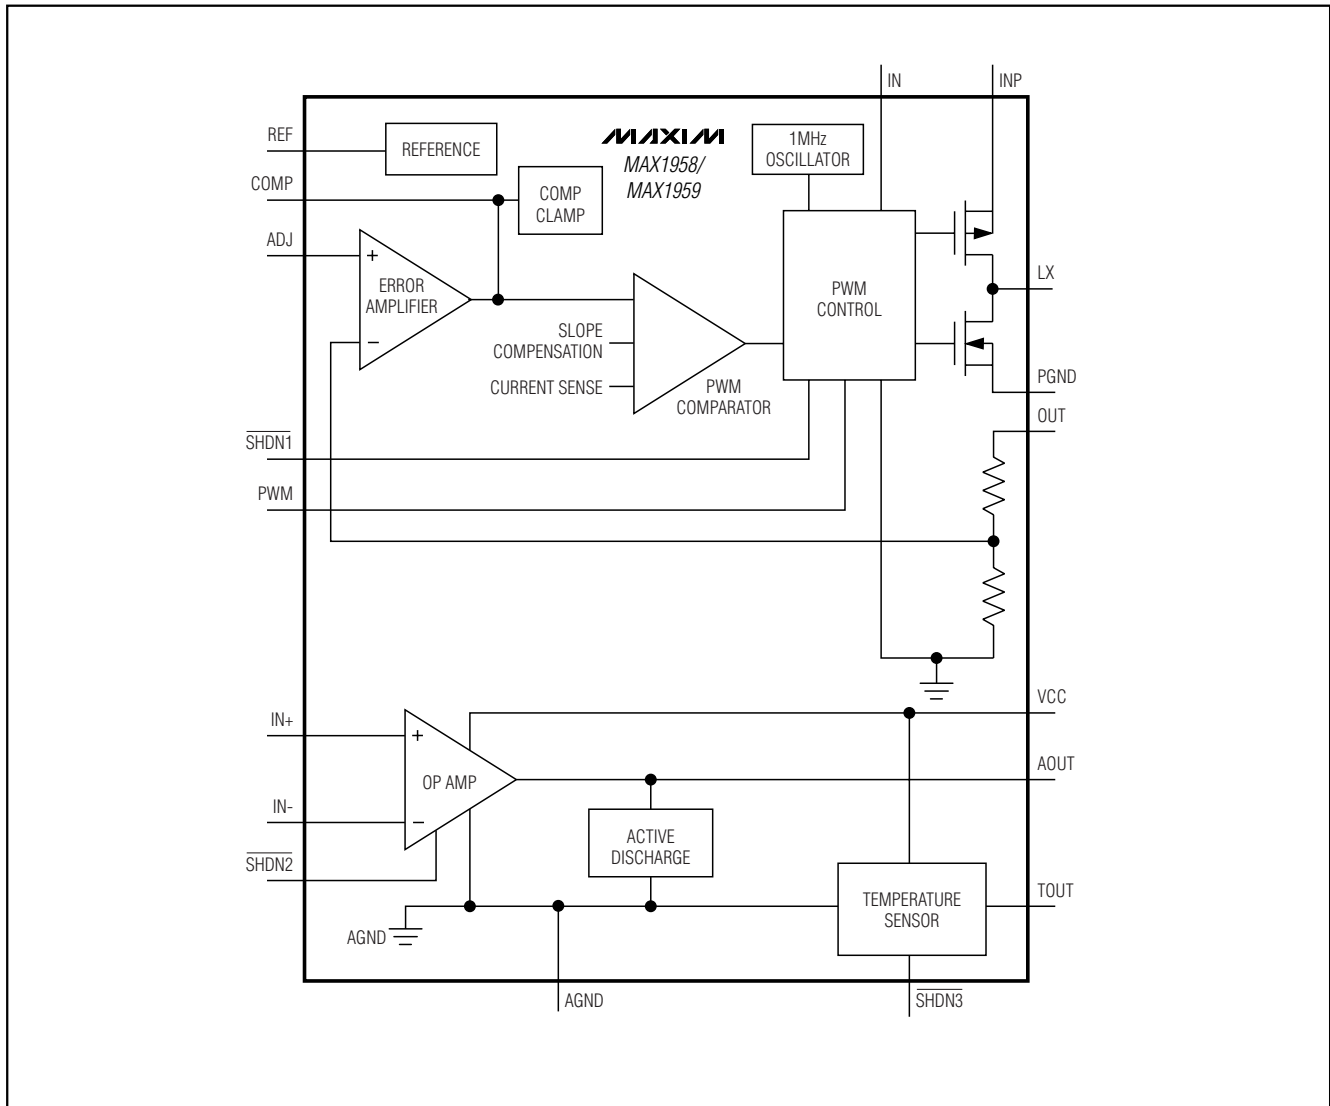 IN
INP
REF
REFERENCE
MAXIM
MAX1958/
MAX1959
1MHz
OSCILLATOR
COMP
COMP
CLAMP
ADJ
+
ERROR
AMPLIFIER
−
SLOPE
COMPENSATION
CURRENT SENSE
PWM
COMPARATOR
PWM
CONTROL
LX
PGND
OUT
SHDN1
PWM
VCC
IN+
+
OP AMP
AOUT
IN-
−
ACTIVE
DISCHARGE
SHDN2
TEMPERATURE
SENSOR
TOUT
AGND
AGND
SHDN3